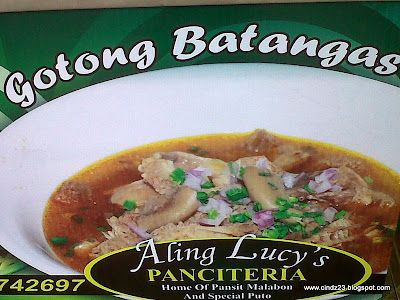 Gotong Batangas
742697
Aling Lucy's
PANCITERIA
Home Of Pansit Malabon
And Special Puto
www.cindz23.blogspot.com